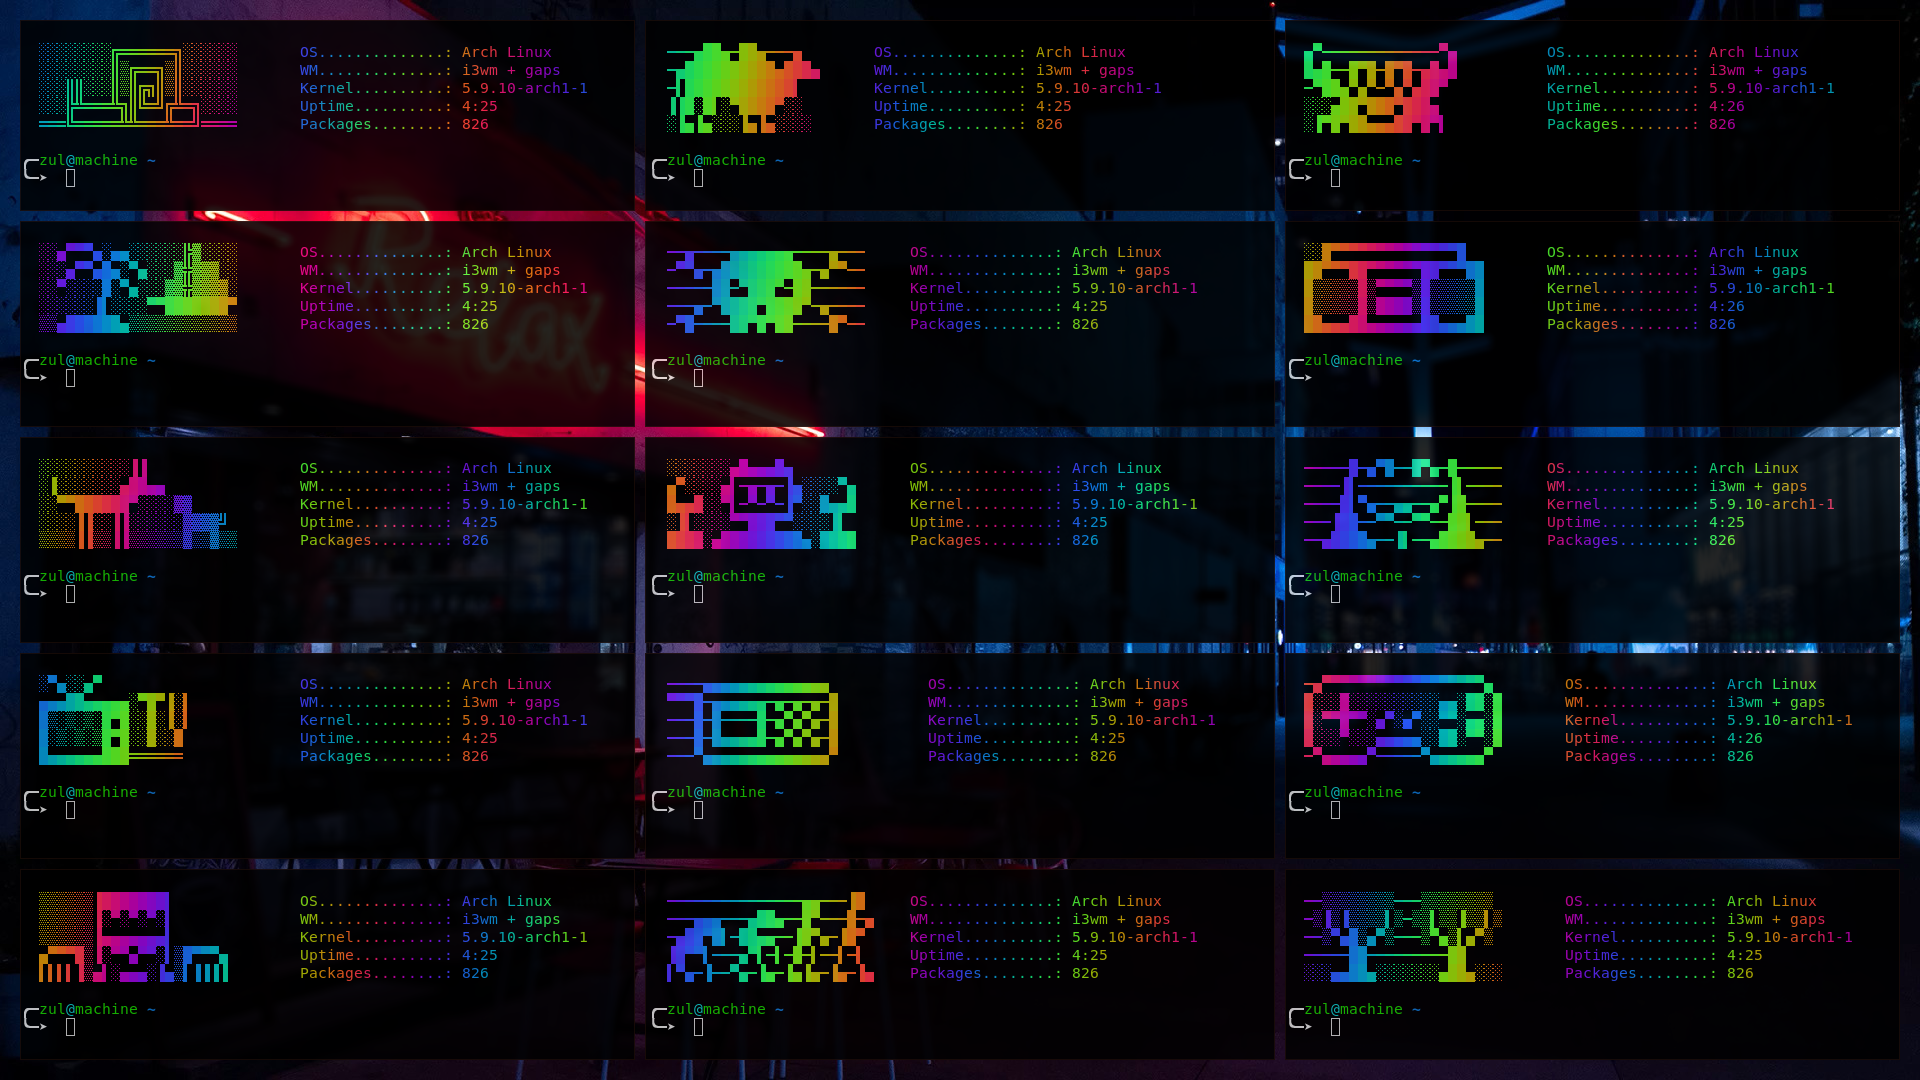 OS..............: Arch Linux
WM..............: i3wm + gaps
Kernel..........: 5.9.10-arch1-1
Uptime..........: 4:25
Packages........: 826
zul@machine ~
OS..............: Arch Linux
WM..............: i3wm + gaps
Kernel..........: 5.9.10-arch1-1
Uptime..........: 4:25
Packages........: 826
zul@machine ~
OS..............: Arch Linux
WM..............: i3wm + gaps
Kernel..........: 5.9.10-arch1-1
Uptime..........: 4:26
Packages........: 826
zul@machine ~
OS..............: Arch Linux
WM..............: i3wm + gaps
Kernel..........: 5.9.10-arch1-1
Uptime..........: 4:25
Packages........: 826
zul@machine ~
OS..............: Arch Linux
WM..............: i3wm + gaps
Kernel..........: 5.9.10-arch1-1
Uptime..........: 4:25
Packages........: 826
zul@machine ~
OS..............: Arch Linux
WM..............: i3wm + gaps
Kernel..........: 5.9.10-arch1-1
Uptime..........: 4:26
Packages........: 826
zul@machine ~
OS..............: Arch Linux
WM..............: i3wm + gaps
Kernel..........: 5.9.10-arch1-1
Uptime..........: 4:25
Packages........: 826
zul@machine ~
OS..............: Arch Linux
WM..............: i3wm + gaps
Kernel..........: 5.9.10-arch1-1
Uptime..........: 4:25
Packages........: 826
zul@machine ~
OS..............: Arch Linux
WM..............: i3wm + gaps
Kernel..........: 5.9.10-arch1-1
Uptime..........: 4:25
Packages........: 826
zul@machine ~
OS..............: Arch Linux
WM..............: i3wm + gaps
Kernel..........: 5.9.10-arch1-1
Uptime..........: 4:25
Packages........: 826
zul@machine ~
OS..............: Arch Linux
WM..............: i3wm + gaps
Kernel..........: 5.9.10-arch1-1
Uptime..........: 4:25
Packages........: 826
zul@machine ~
OS..............: Arch Linux
WM..............: i3wm + gaps
Kernel..........: 5.9.10-arch1-1
Uptime..........: 4:26
Packages........: 826
zul@machine ~
OS..............: Arch Linux
WM..............: i3wm + gaps
Kernel..........: 5.9.10-arch1-1
Uptime..........: 4:25
Packages........: 826
zul@machine ~
OS..............: Arch Linux
WM..............: i3wm + gaps
Kernel..........: 5.9.10-arch1-1
Uptime..........: 4:25
Packages........: 826
zul@machine ~
OS..............: Arch Linux
WM..............: i3wm + gaps
Kernel..........: 5.9.10-arch1-1
Uptime..........: 4:25
Packages........: 826
zul@machine ~